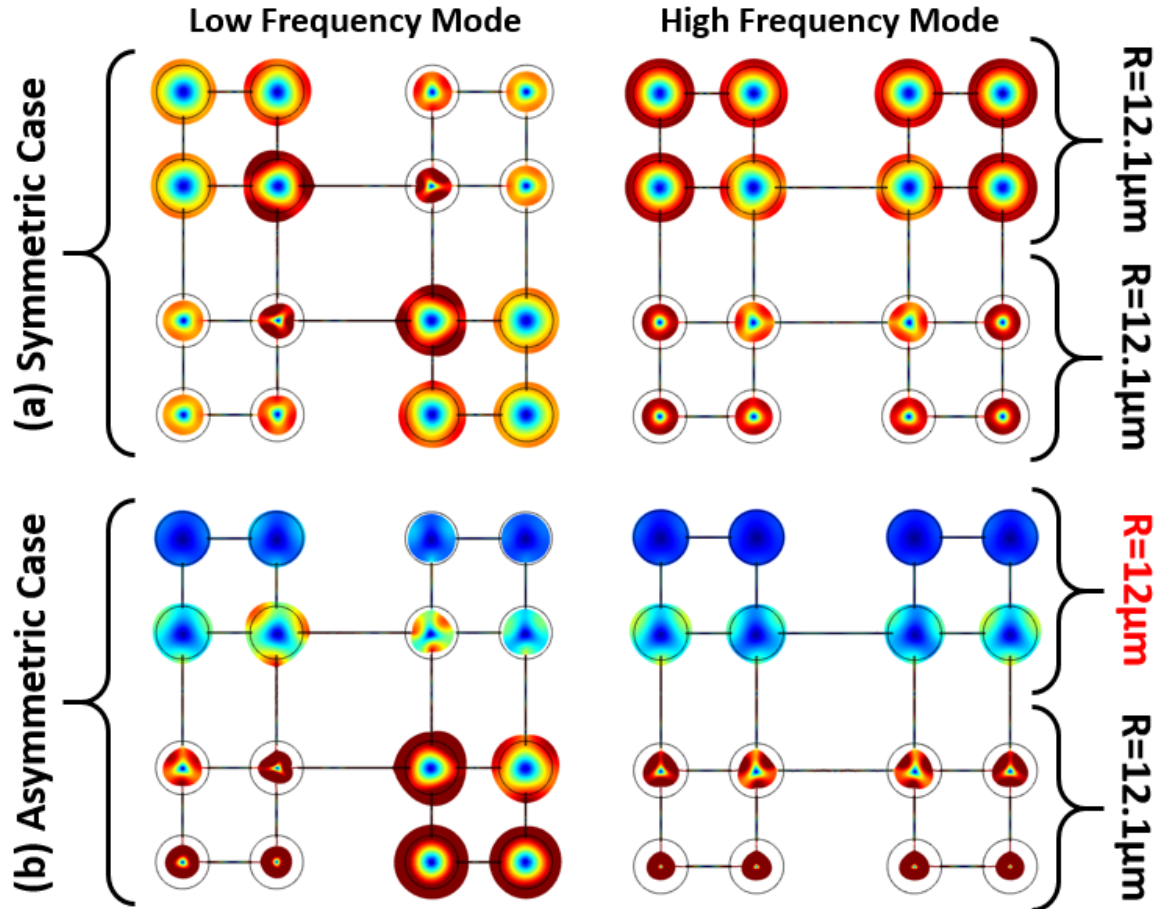 Low Frequency Mode
High Frequency Mode
(a) Symmetric Case
R=12.1µm
R=12.1µm
(b) Asymmetric Case
R=12µm
R=12.1µm